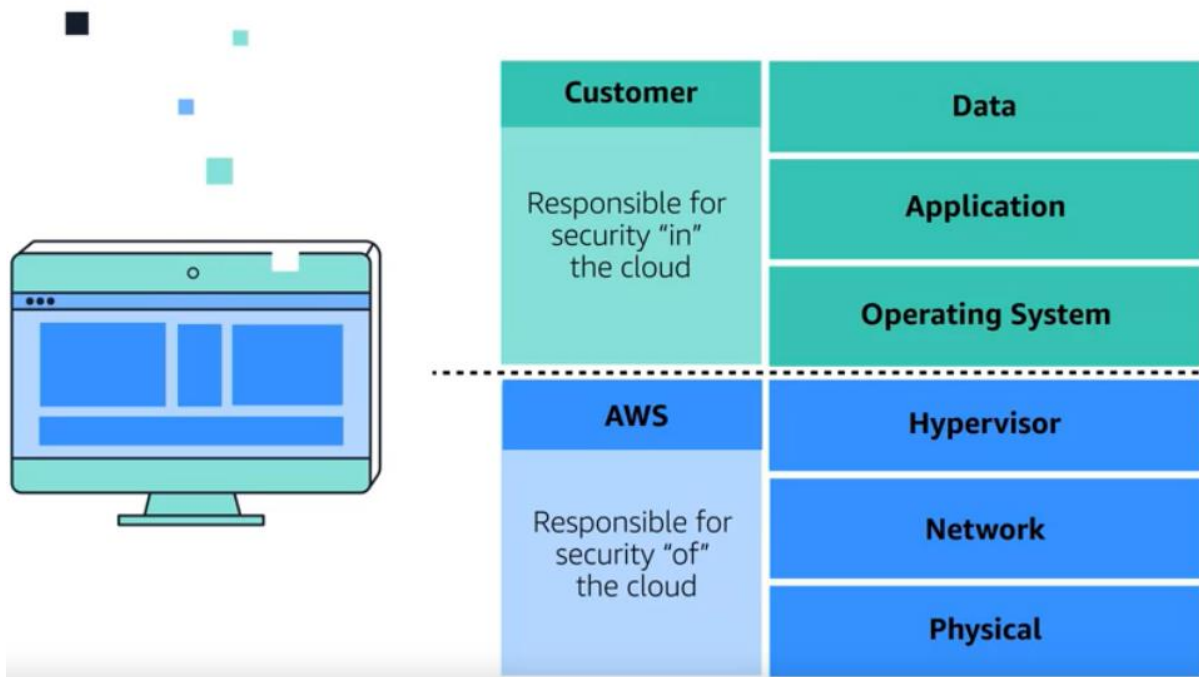 Customer
Responsible for
security “in”
the cloud
Data
Application
Operating System
AWS
Responsible for
security “of”
the cloud
Hypervisor
Network
Physical